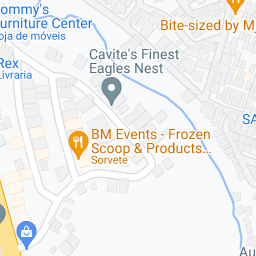 ommy's
urniture Center
oja de móveis
Bite-sized by M
Cavite's Finest
Eagles Nest
Rex
Livraria
SA
BM Events - Frozen
Scoop & Products...
Sorvete
Au